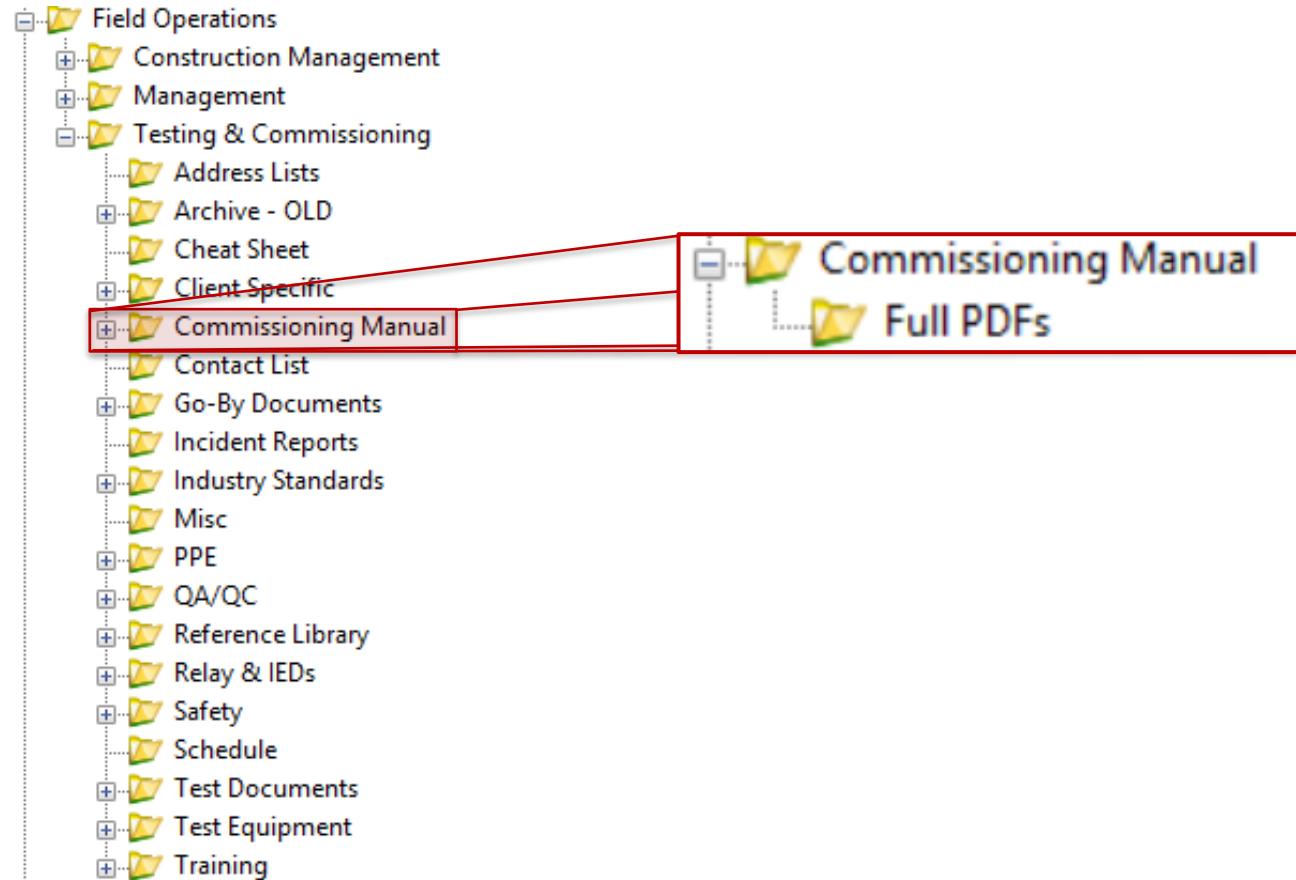 Field Operations
Construction Management
Management
Testing & Commissioning
Address Lists
Archive - OLD
Cheat Sheet
Client Specific
Commissioning Manual
Contact List
Go-By Documents
Incident Reports
Industry Standards
Misc
PPE
QA/QC
Reference Library
Relay & IEDs
Safety
Schedule
Test Documents
Test Equipment
Training
Commissioning Manual
Full PDFs